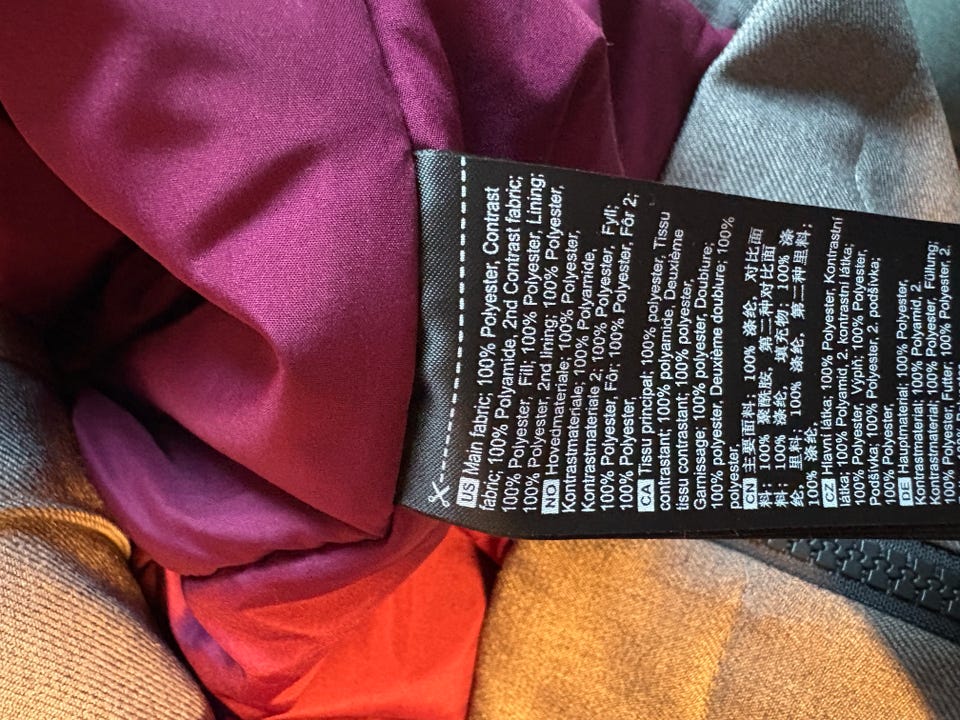 US Main fabric; 100% Polyester, Contrast
fabric; 100% Polyamide, 2nd Contrast fabric;
100% Polyester, Fill; 100% Polyester, Lining;
100% Polyester, 2nd lining; 100% Polyester
NO Hovedmateriale; 100% Polyester,
Kontrastmateriale; 100% Polyamide,
Kontrastmateriale 2; 100% Polyester, Fyll;
100% Polyester, Fôr; 100% Polyester, Fôr 2;
100% Polyester
CA Tissu principal; 100% polyester, Tissu
contrastant; 100% polyamide, Deuxième
tissu contrastant; 100% polyester,
Garnissage; 100% polyester, Doublure;
100% polyester, Deuxième doublure; 100%
polyester,
CN 主要面料; 100% 涤纶, 对比面
料; 100% 聚酰胺, 第二种对比面
料; 100% 涤纶, 填充物; 100% 涤
纶, 里料, 100% 涤纶, 第二种里料;
100% 涤纶,
CZ Hlavní látka; 100% Polyester, Kontrastní
látka; 100% Polyamid, 2. kontrastní látka;
100% Polyester, Výplň; 100% Polyester,
Podšívka; 100% Polyester, 2. podšívka;
100% Polyester,
DE Hauptmaterial; 100% Polyester,
Kontrastmaterial; 100% Polyamid, 2.
Kontrastmaterial; 100% Polyester, Füllung;
100% Polyester, Futter; 100% Polyester, 2.